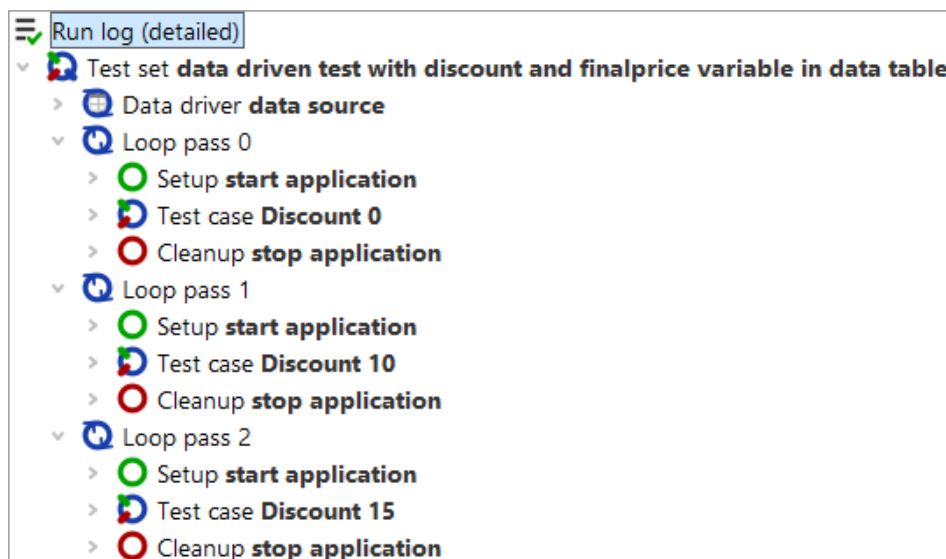 Run log (detailed)
Test set data driven test with discount and finalprice variable in data table
Data driver data source
Loop pass 0
Setup start application
Test case Discount 0
Cleanup stop application
Loop pass 1
Setup start application
Test case Discount 10
Cleanup stop application
Loop pass 2
Setup start application
Test case Discount 15
Cleanup stop application